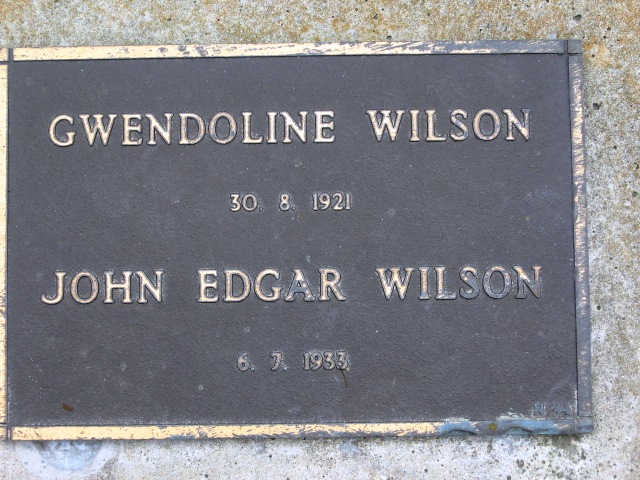 GWENDOLINE WILSON
30. 8. 1921
JOHN EDGAR WILSON
6. 7. 1933